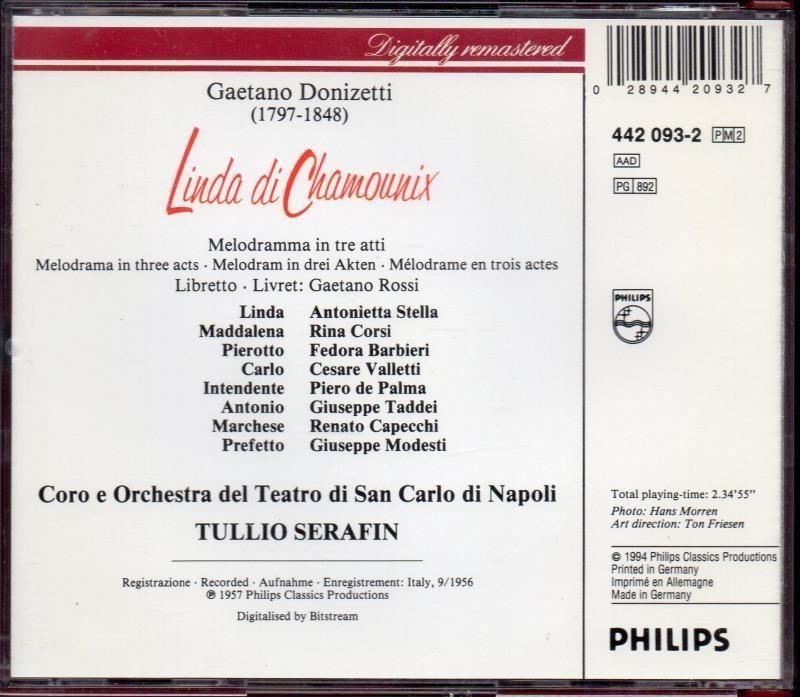 Digitally remastered
Gaetano Donizetti
(1797-1848)
Linda di Chamounix
Melodramma in tre atti
Melodrama in three acts · Melodram in drei Akten · Mélodrame en trois actes
Libretto · Livret: Gaetano Rossi
Linda Antonietta Stella
Maddalena Rina Corsi
Pierotto Fedora Barbieri
Carlo Cesare Valletti
Intendente Piero de Palma
Antonio Giuseppe Taddei
Marchese Renato Capecchi
Prefetto Giuseppe Modesti
Coro e Orchestra del Teatro di San Carlo di Napoli
TULLIO SERAFIN
Registrazione · Recorded · Aufnahme · Enregistrement: Italy, 9/1956
℗ 1957 Philips Classics Productions
Digitalised by Bitstream
0 28944 20932 7
442 093-2 PM2
AAD
PG 892
PHILIPS
Total playing-time: 2.34'55"
Photo: Hans Morren
Art direction: Ton Friesen
© 1994 Philips Classics Productions
Printed in Germany
Imprimé en Allemagne
Made in Germany
PHILIPS